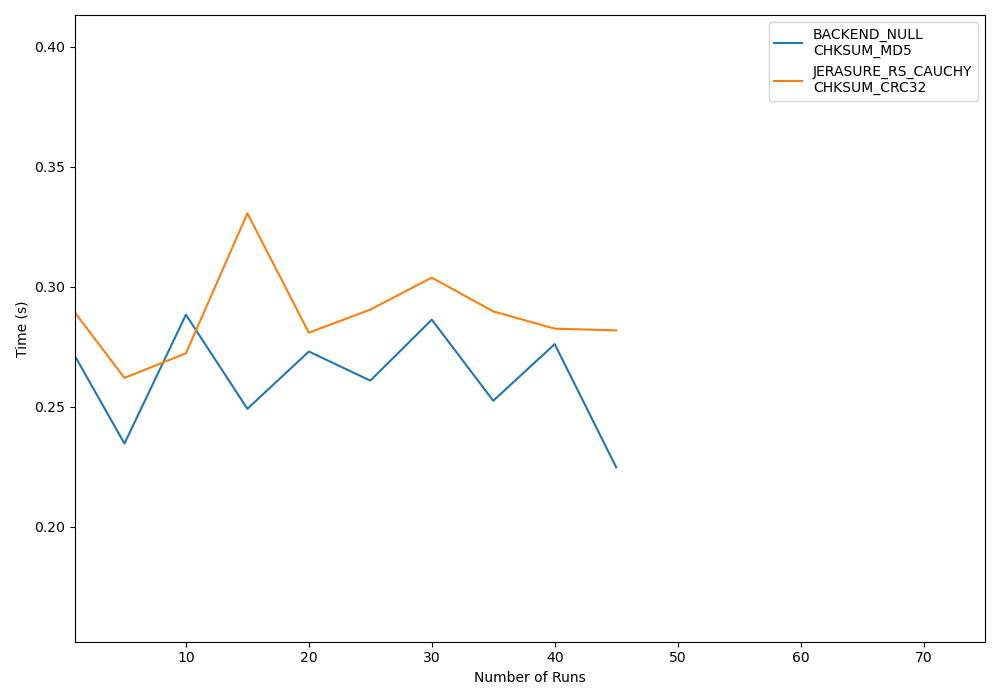 0.40
0.35
0.30
0.25
0.20
Time (s)
10 20 30 40 50 60 70
Number of Runs
BACKEND_NULL
CHKSUM_MD5
JERASURE_RS_CAUCHY
CHKSUM_CRC32